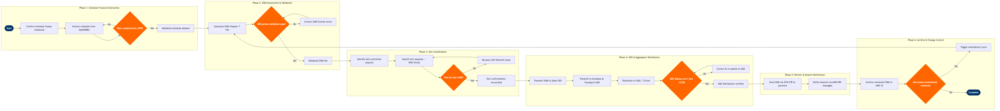 Phase 1: Schedule Freeze & Extraction
Start
Confirm schedule freeze
milestone
Extract schedule from
SkyWORKS
No
Data completeness ≥99%?
Yes
Validated schedule dataset
Phase 2: SSIM Generation & Validation
Generate SSIM Chapter 7
file
IATA syntax validation pass?
No
Correct SSIM format errors
Yes
Validated SSIM file
Phase 3: Slot Coordination
Identify slot-controlled
airports
Submit slot requests –
WSG Portal
Slot hit rate ≥90%?
No
Re-plan with Network team
Yes
Slot confirmations
reconciled
Phase 4: GDS & Aggregator Distribution
Transmit SSIM to Sabre SDS
Transmit to Amadeus &
Travelport GDS
Distribute to OAG / Cirium
GDS display error rate
<0.5%?
No
Correct & re-submit to GDS
Yes
GDS distribution verified
Phase 5: Partner & Airport Notification
Send SSIM via SITA STB to
partners
Notify airports via AHM 090
messages
Phase 6: Archive & Change Control
Archive versioned SSIM to
AWS S3
Mid-season amendment
required?
Yes
Trigger amendment cycle
No
Complete